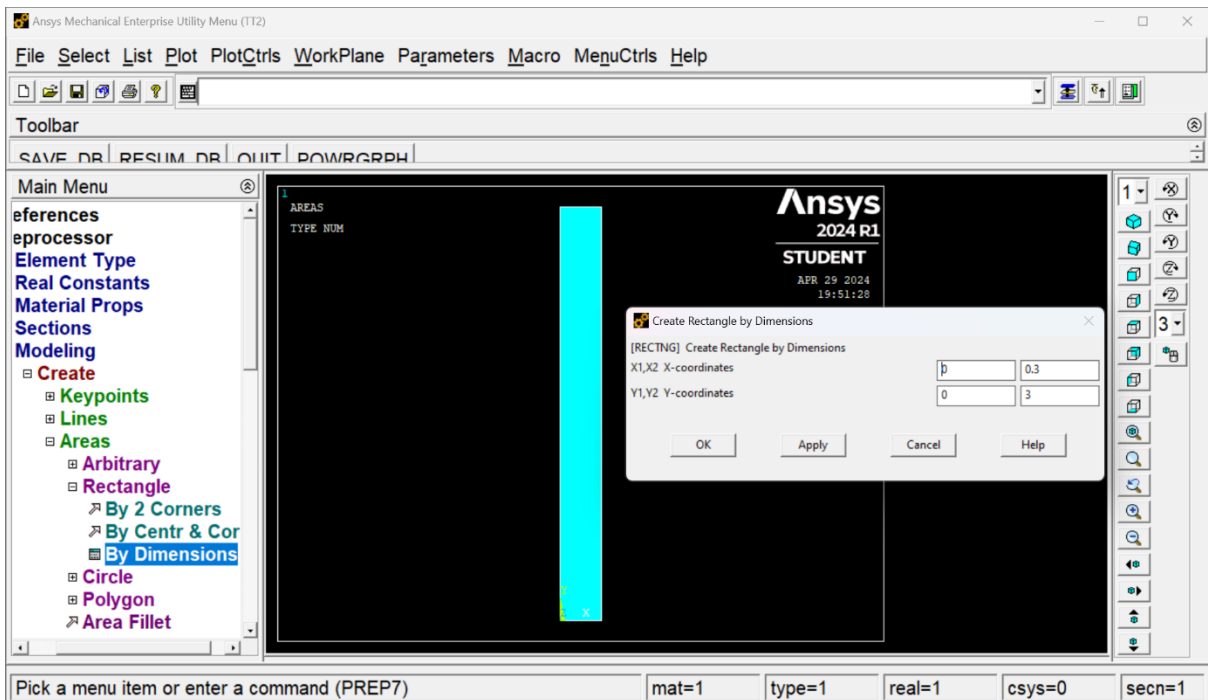 Ansys Mechanical Enterprise Utility Menu (TT2)
File Select List Plot PlotCtrls WorkPlane Parameters Macro MenuCtrls Help
Toolbar
SAVE_DB RESUM_DB QUIT POWRGRPH
Main Menu
eferences
eprocessor
Element Type
Real Constants
Material Props
Sections
Modeling
Create
Keypoints
Lines
Areas
Arbitrary
Rectangle
By 2 Corners
By Centr & Cor
By Dimensions
Circle
Polygon
Area Fillet
1
AREAS
TYPE NUM
Ansys
2024 R1
STUDENT
APR 29 2024
19:51:28
Y
Z X
Create Rectangle by Dimensions
[RECTNG] Create Rectangle by Dimensions
X1,X2 X-coordinates 0 0.3
Y1,Y2 Y-coordinates 0 3
OK Apply Cancel Help
1
X
Y
Y
Z
Z
3
Pick a menu item or enter a command (PREP7) mat=1 type=1 real=1 csys=0 secn=1